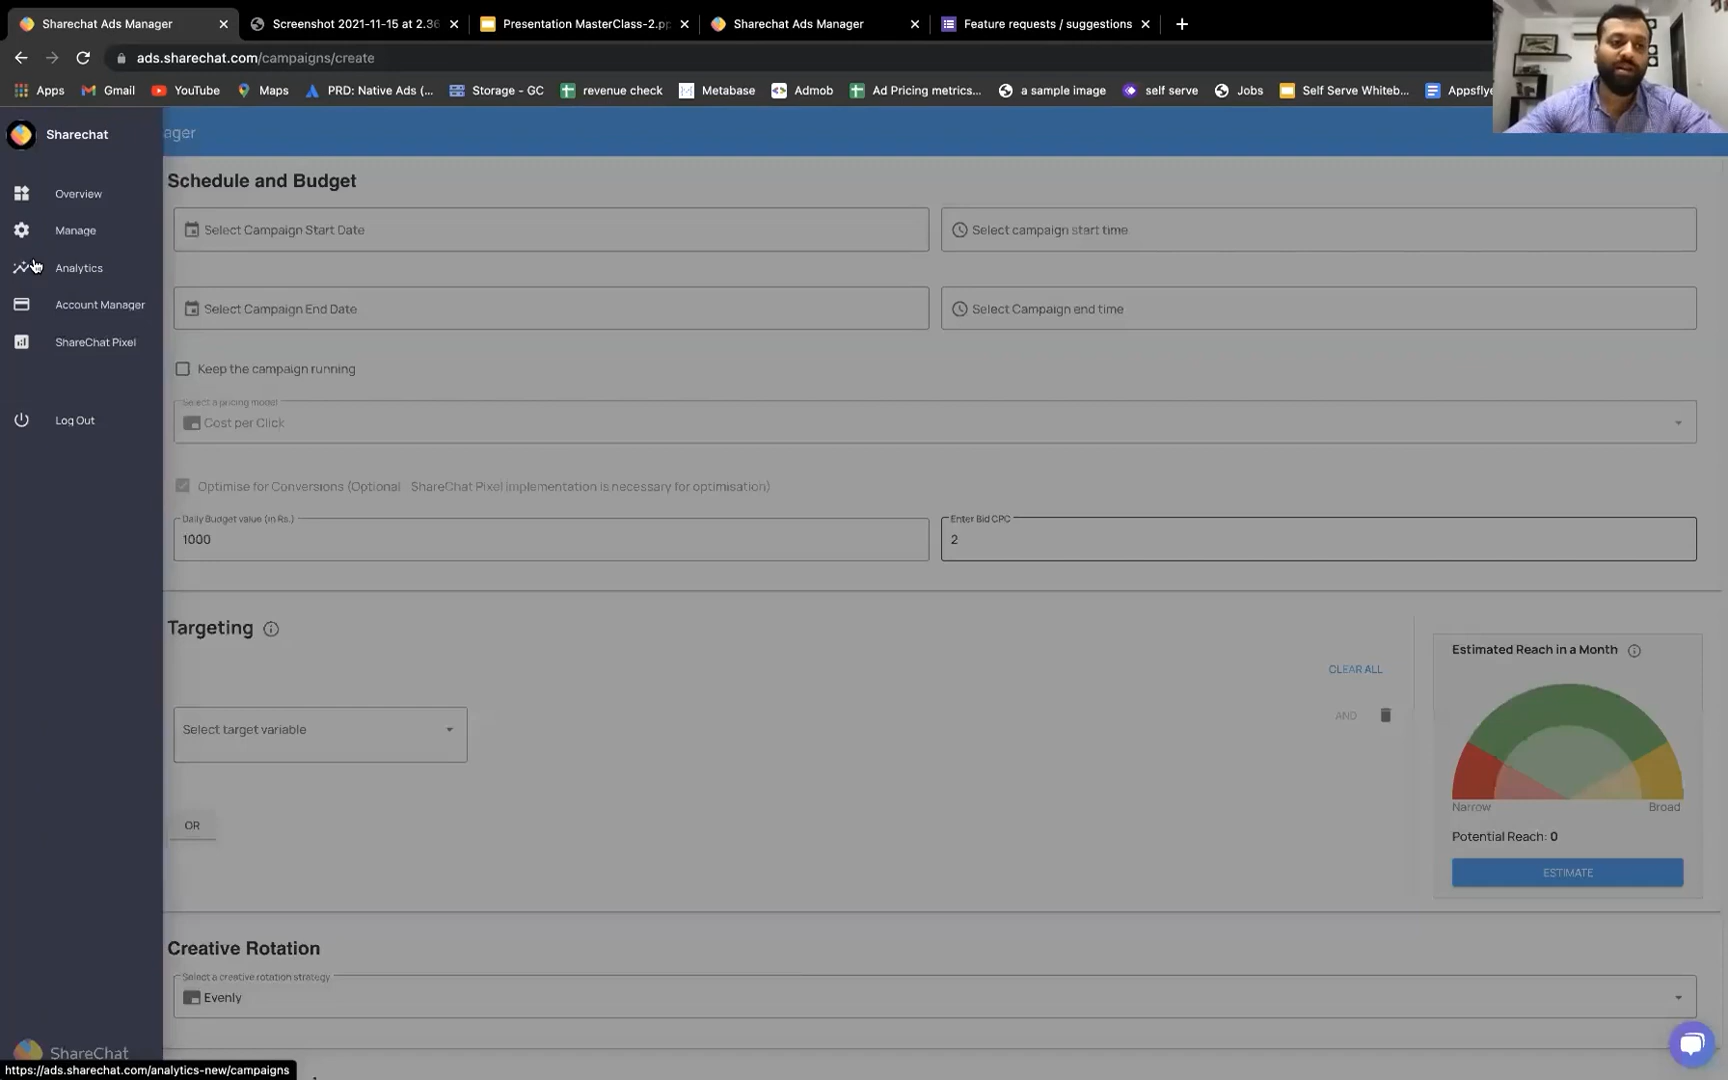 Sharechat Ads Manager
Screenshot 2021-11-15 at 2.36
Presentation MasterClass-2.pp
Sharechat Ads Manager
Feature requests / suggestions
ads.sharechat.com/campaigns/create
Apps
Gmail
YouTube
Maps
PRD: Native Ads (...
Storage - GC
revenue check
Metabase
Admob
Ad Pricing metrics...
a sample image
self serve
Jobs
Self Serve Whiteb...
Appsflye
Sharechat
ager
Overview
Manage
Analytics
Account Manager
ShareChat Pixel
Log Out
Schedule and Budget
Select Campaign Start Date
Select campaign start time
Select Campaign End Date
Select Campaign end time
Keep the campaign running
Select a pricing model
Cost per Click
Optimise for Conversions (Optional ShareChat Pixel implementation is necessary for optimisation)
Daily Budget value (in Rs.)
1000
Enter Bid CPC
2
Targeting
CLEAR ALL
Select target variable
AND
OR
Estimated Reach in a Month
Narrow
Broad
Potential Reach: 0
ESTIMATE
Creative Rotation
Select a creative rotation strategy
Evenly
ShareChat
https://ads.sharechat.com/analytics-new/campaigns